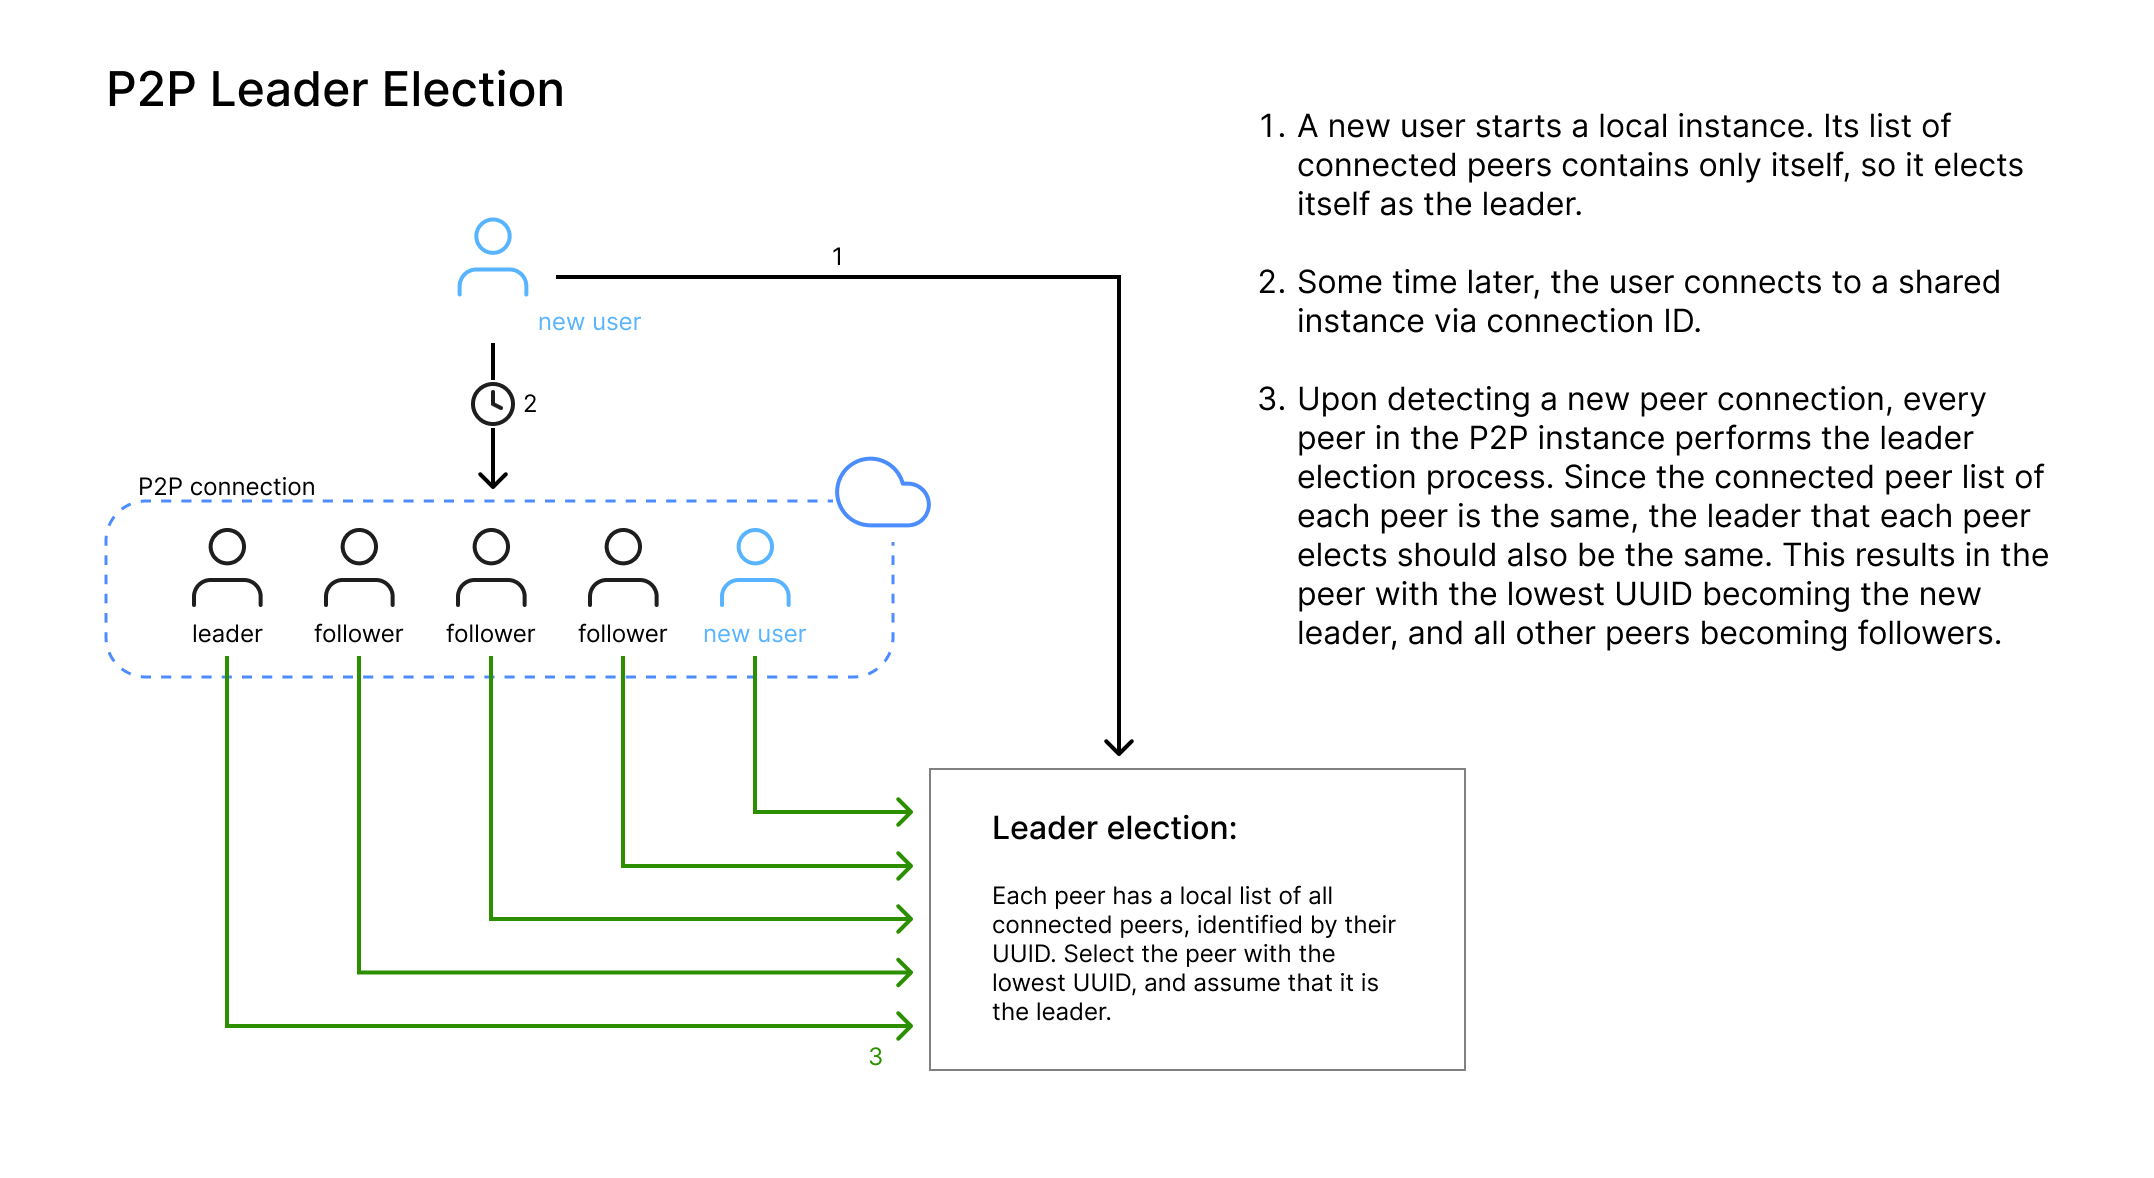 P2P Leader Election
1. A new user starts a local instance. Its list of
connected peers contains only itself, so it elects
itself as the leader.
2. Some time later, the user connects to a shared
instance via connection ID.
3. Upon detecting a new peer connection, every
peer in the P2P instance performs the leader
election process. Since the connected peer list of
each peer is the same, the leader that each peer
elects should also be the same. This results in the
peer with the lowest UUID becoming the new
leader, and all other peers becoming followers.
1
new user
2
P2P connection
leader
follower
follower
follower
new user
3
Leader election:
Each peer has a local list of all
connected peers, identified by their
UUID. Select the peer with the
lowest UUID, and assume that it is
the leader.